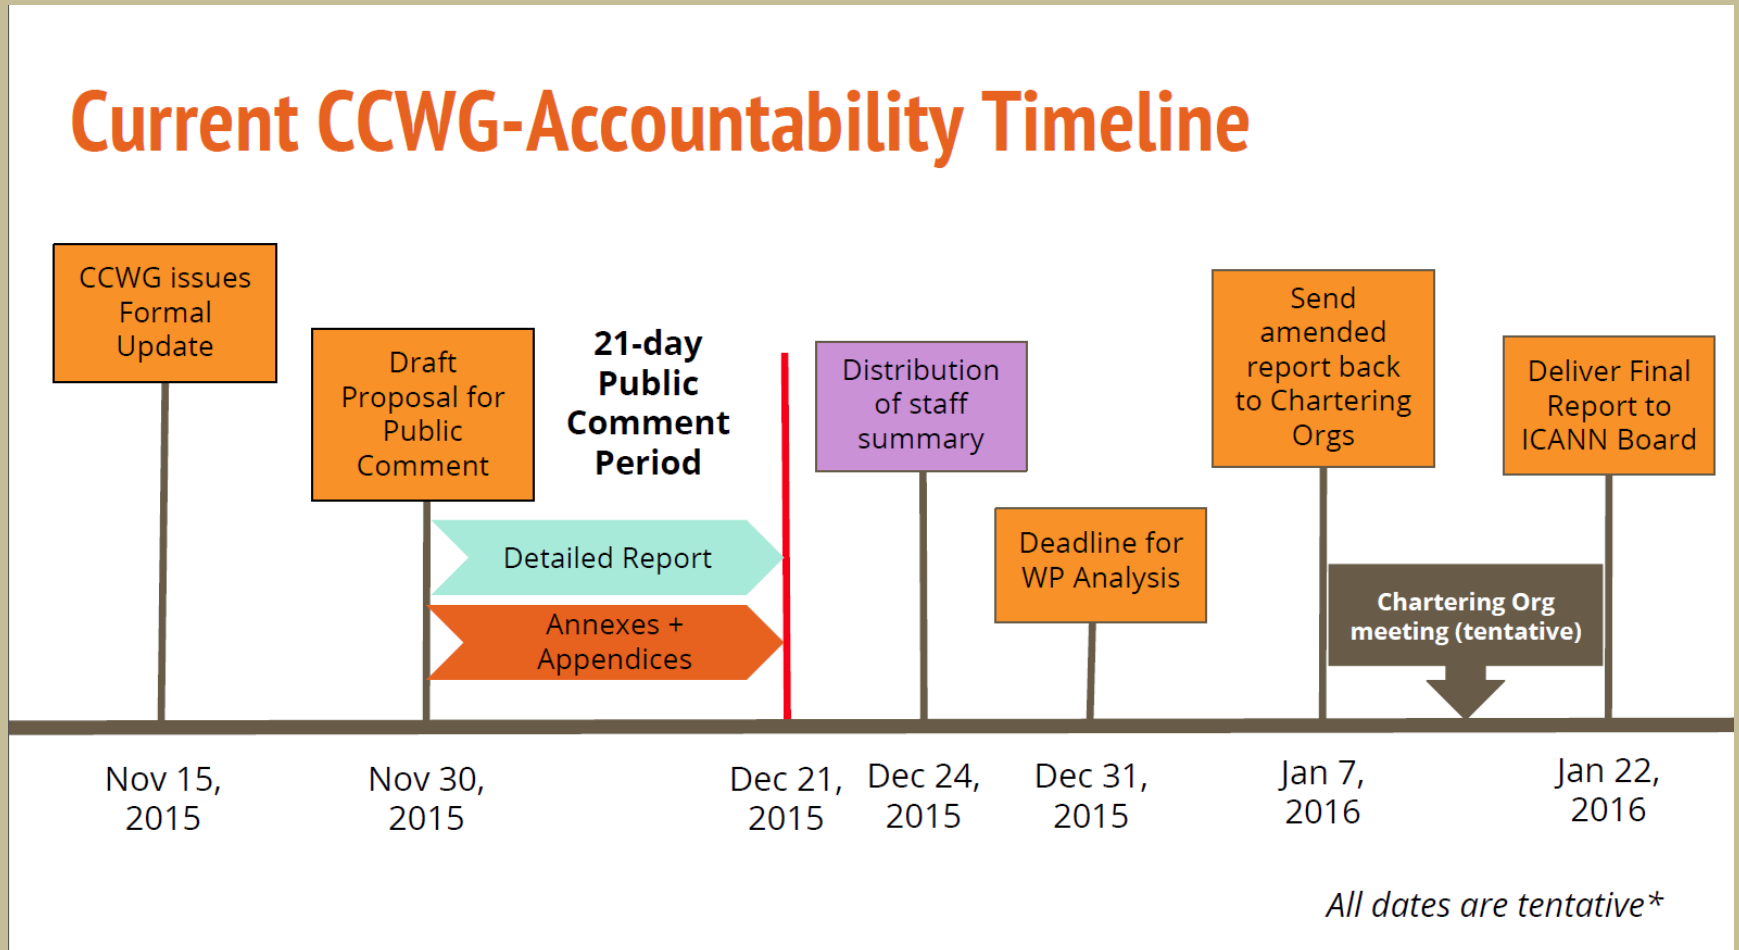 Current CCWG-Accountability Timeline
CCWG issues
Formal
Update
Draft
Proposal for
Public
Comment
21-day
Public
Comment
Period
Detailed Report
Annexes +
Appendices
Distribution
of staff
summary
Deadline for
WP Analysis
Send
amended
report back
to Chartering
Orgs
Chartering Org
meeting (tentative)
Deliver Final
Report to
ICANN Board
Nov 15,
2015
Nov 30,
2015
Dec 21,
2015
Dec 24,
2015
Dec 31,
2015
Jan 7,
2016
Jan 22,
2016
All dates are tentative*